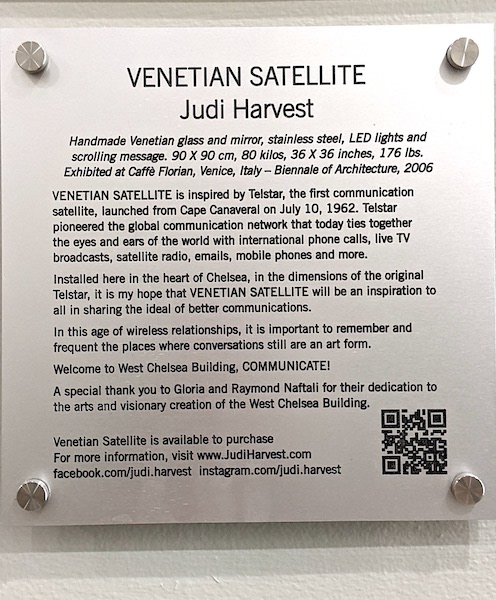 VENETIAN SATELLITE
Judi Harvest
Handmade Venetian glass and mirror, stainless steel, LED lights and
scrolling message. 90 X 90 cm, 80 kilos, 36 X 36 inches, 176 lbs.
Exhibited at Caffè Florian, Venice, Italy – Biennale of Architecture, 2006
VENETIAN SATELLITE is inspired by Telstar, the first communication
satellite, launched from Cape Canaveral on July 10, 1962. Telstar
pioneered the global communication network that today ties together
the eyes and ears of the world with international phone calls, live TV
broadcasts, satellite radio, emails, mobile phones and more.
Installed here in the heart of Chelsea, in the dimensions of the original
Telstar, it is my hope that VENETIAN SATELLITE will be an inspiration to
all in sharing the ideal of better communications.
In this age of wireless relationships, it is important to remember and
frequent the places where conversations still are an art form.
Welcome to West Chelsea Building, COMMUNICATE!
A special thank you to Gloria and Raymond Naftali for their dedication to
the arts and visionary creation of the West Chelsea Building.
Venetian Satellite is available to purchase
For more information, visit www.JudiHarvest.com
facebook.com/judi.harvest instagram.com/judi.harvest